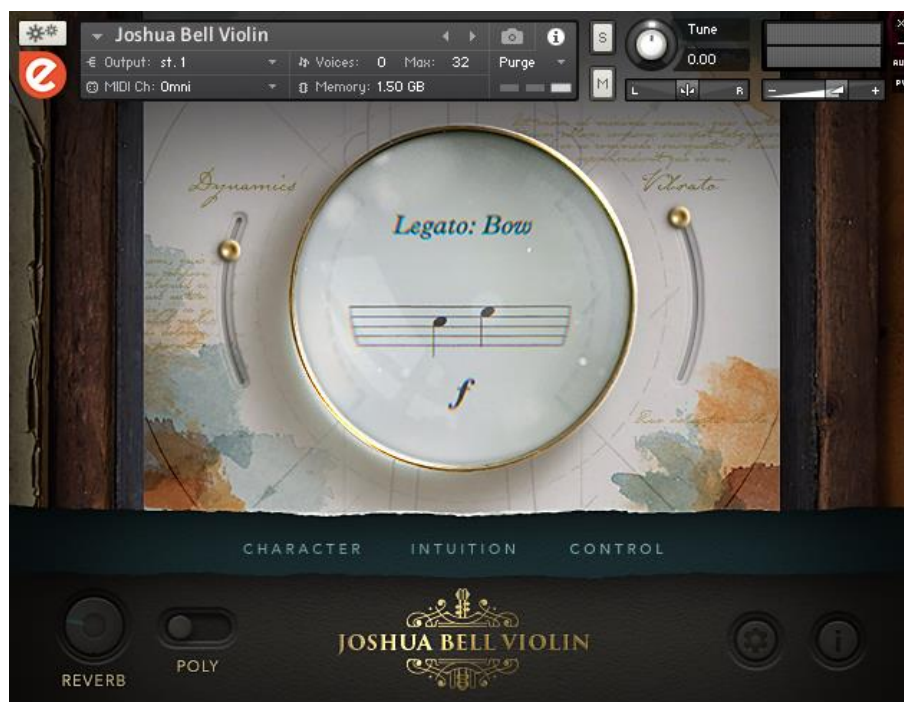 Joshua Bell Violin
S
Tune
e
Output: st. 1
Voices: 0 Max: 32
Purge
0.00
MIDI Ch: Omni
Memory: 1.50 GB
M
L
R
- +
Dynamics
Vibrato
Legato: Bow
f
CHARACTER INTUITION CONTROL
JOSHUA BELL VIOLIN
POLY
REVERB